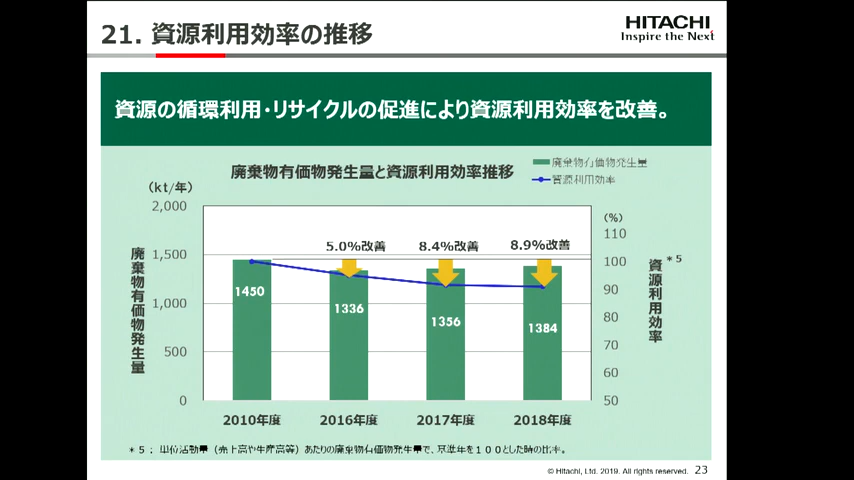 21. 資源利用効率の推移
HITACHI
Inspire the Next
資源の循環利用・リサイクルの促進により資源利用効率を改善。
廃棄物有価物発生量と資源利用効率推移
廃棄物有価物発生量
資源利用効率
(kt/年)
2,000
1,500
1,000
500
0
廃棄物有価物発生量
5.0%改善
8.4%改善
8.9%改善
1450
1336
1356
1384
2010年度
2016年度
2017年度
2018年度
(%)
110
100
90
80
70
60
50
資源利用効率
*5
*5; 単位活動量(売上高や生産高等)あたりの廃棄物有価物発生量で、基準年を100とした時の比率。
© Hitachi, Ltd. 2019. All rights reserved.
23